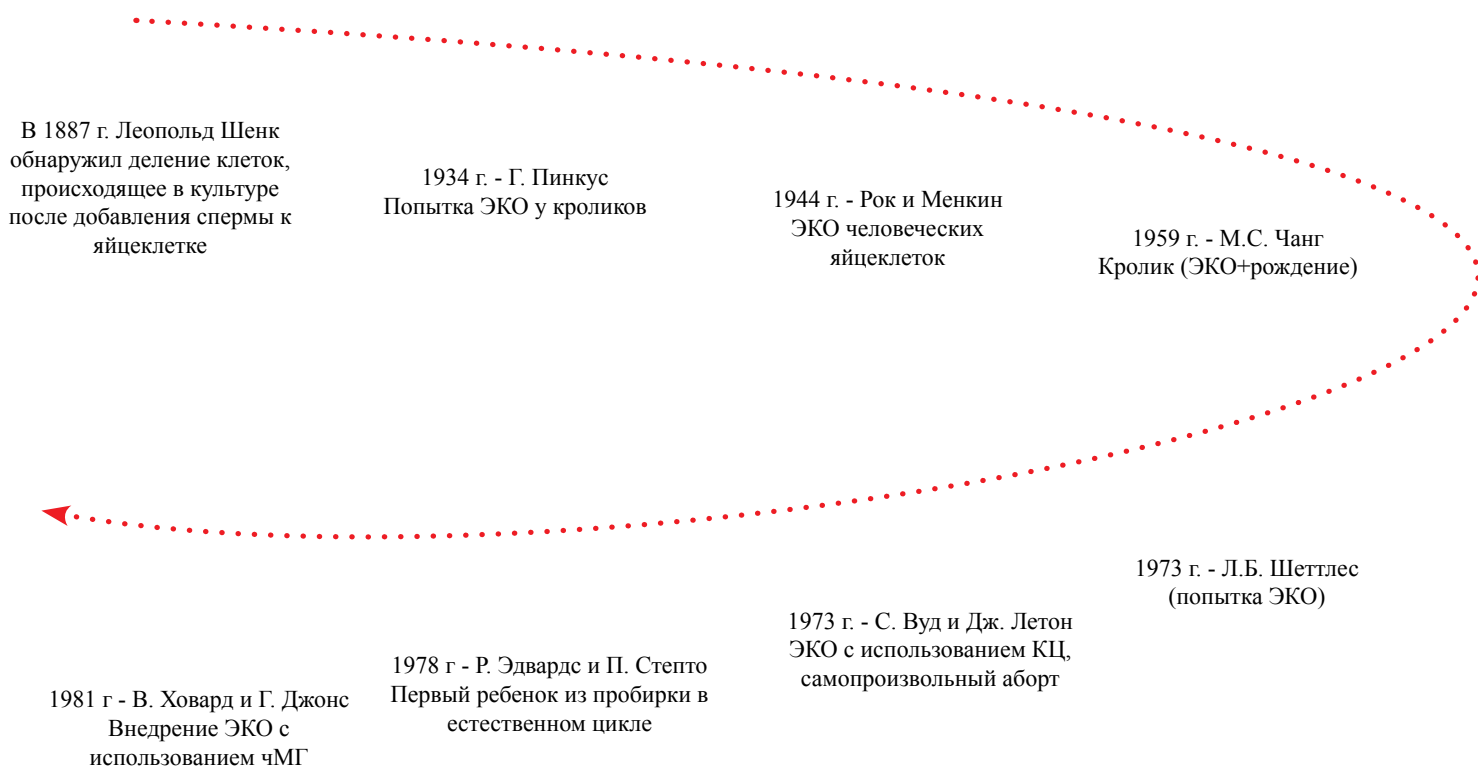 В 1887 г. Леопольд Шенк
обнаружил деление клеток,
происходящее в культуре
после добавления спермы к
яйцеклетке
1934 г. - Г. Пинкус
Попытка ЭКО у кроликов
1944 г. - Рок и Менкин
ЭКО человеческих
яйцеклеток
1959 г. - М.С. Чанг
Кролик (ЭКО+рождение)
1973 г. - Л.Б. Шеттлес
(попытка ЭКО)
1973 г. - С. Вуд и Дж. Летон
ЭКО с использованием КЦ,
самопроизвольный аборт
1978 г - Р. Эдвардс и П. Степто
Первый ребенок из пробирки в
естественном цикле
1981 г - В. Ховард и Г. Джонс
Внедрение ЭКО с
использованием чМГ